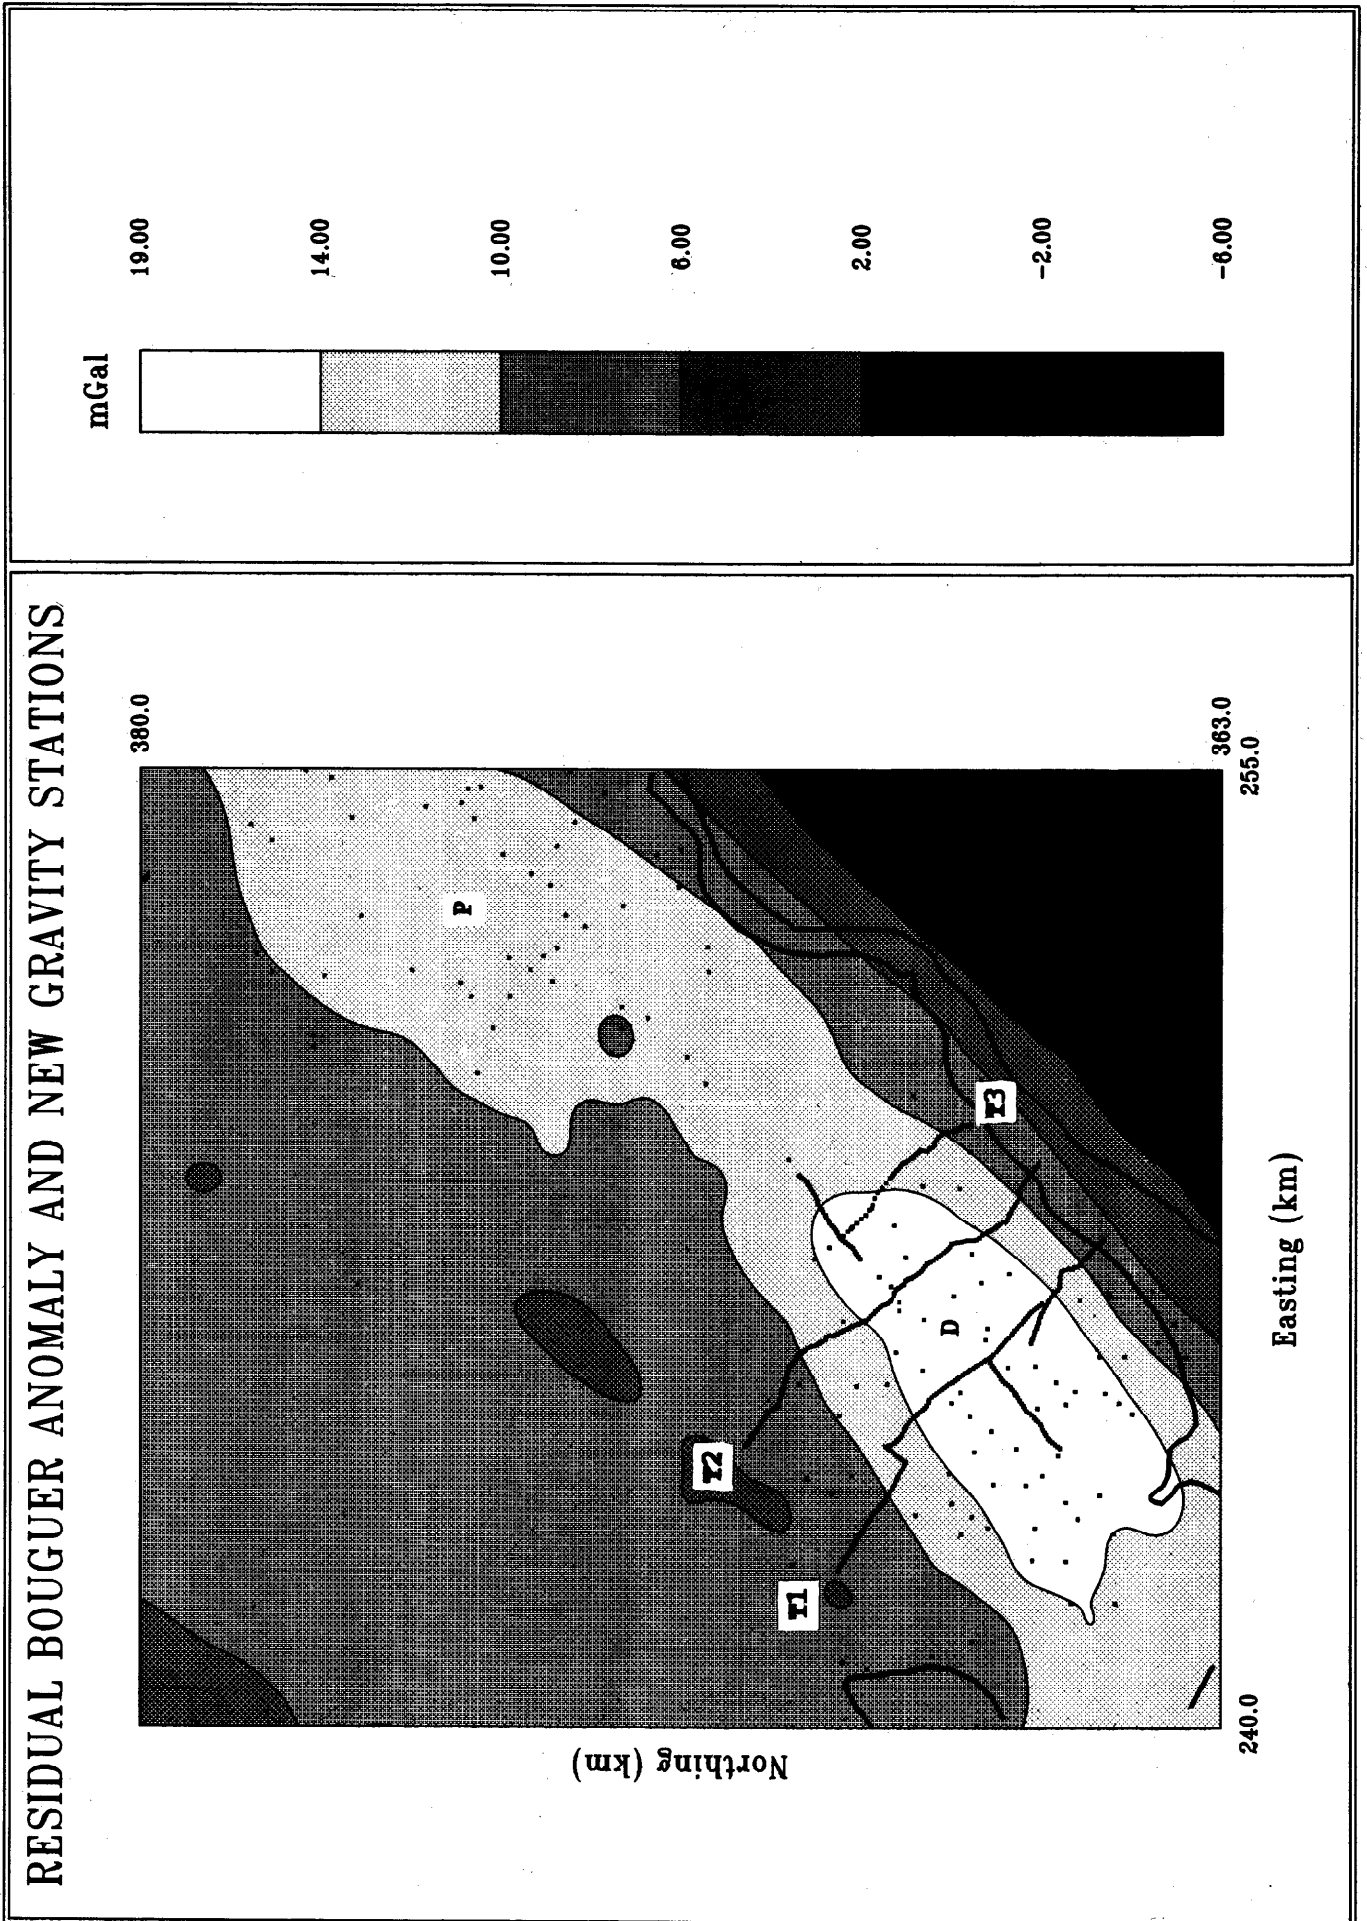 RESIDUAL BOUGUER ANOMALY AND NEW GRAVITY STATIONS
380.0
363.0
Northing (km)
240.0
255.0
Easting (km)
P
D
T1
T2
T3
mGal
19.00
14.00
10.00
6.00
2.00
-2.00
-6.00